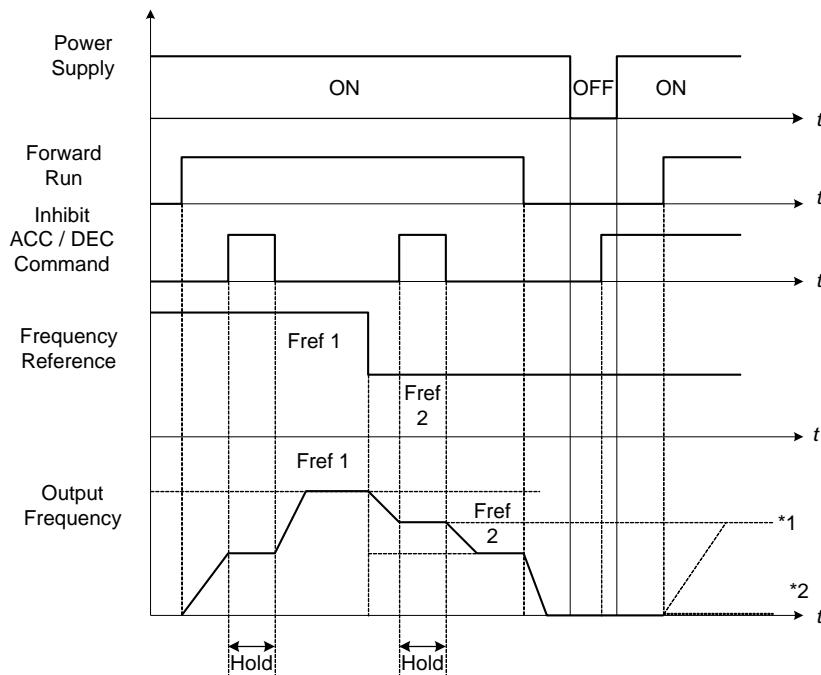 Power
Supply
ON
OFF
ON
t
Forward
Run
t
Inhibit
ACC / DEC
Command
t
Frequency
Reference
Fref 1
Fref
2
t
Output
Frequency
Fref 1
Fref
2
*1
*2
t
Hold
Hold